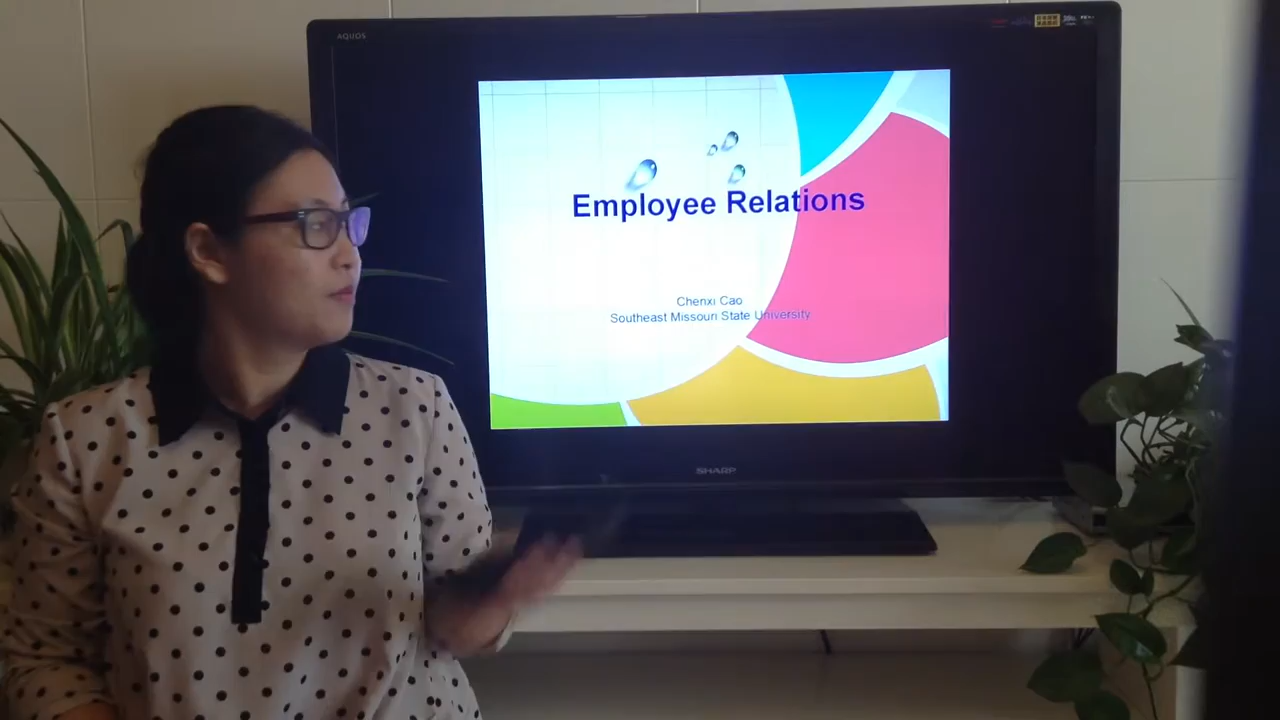 AQUOS
Employee Relations
Chenxi Cao
Southeast Missouri State University
SHARP